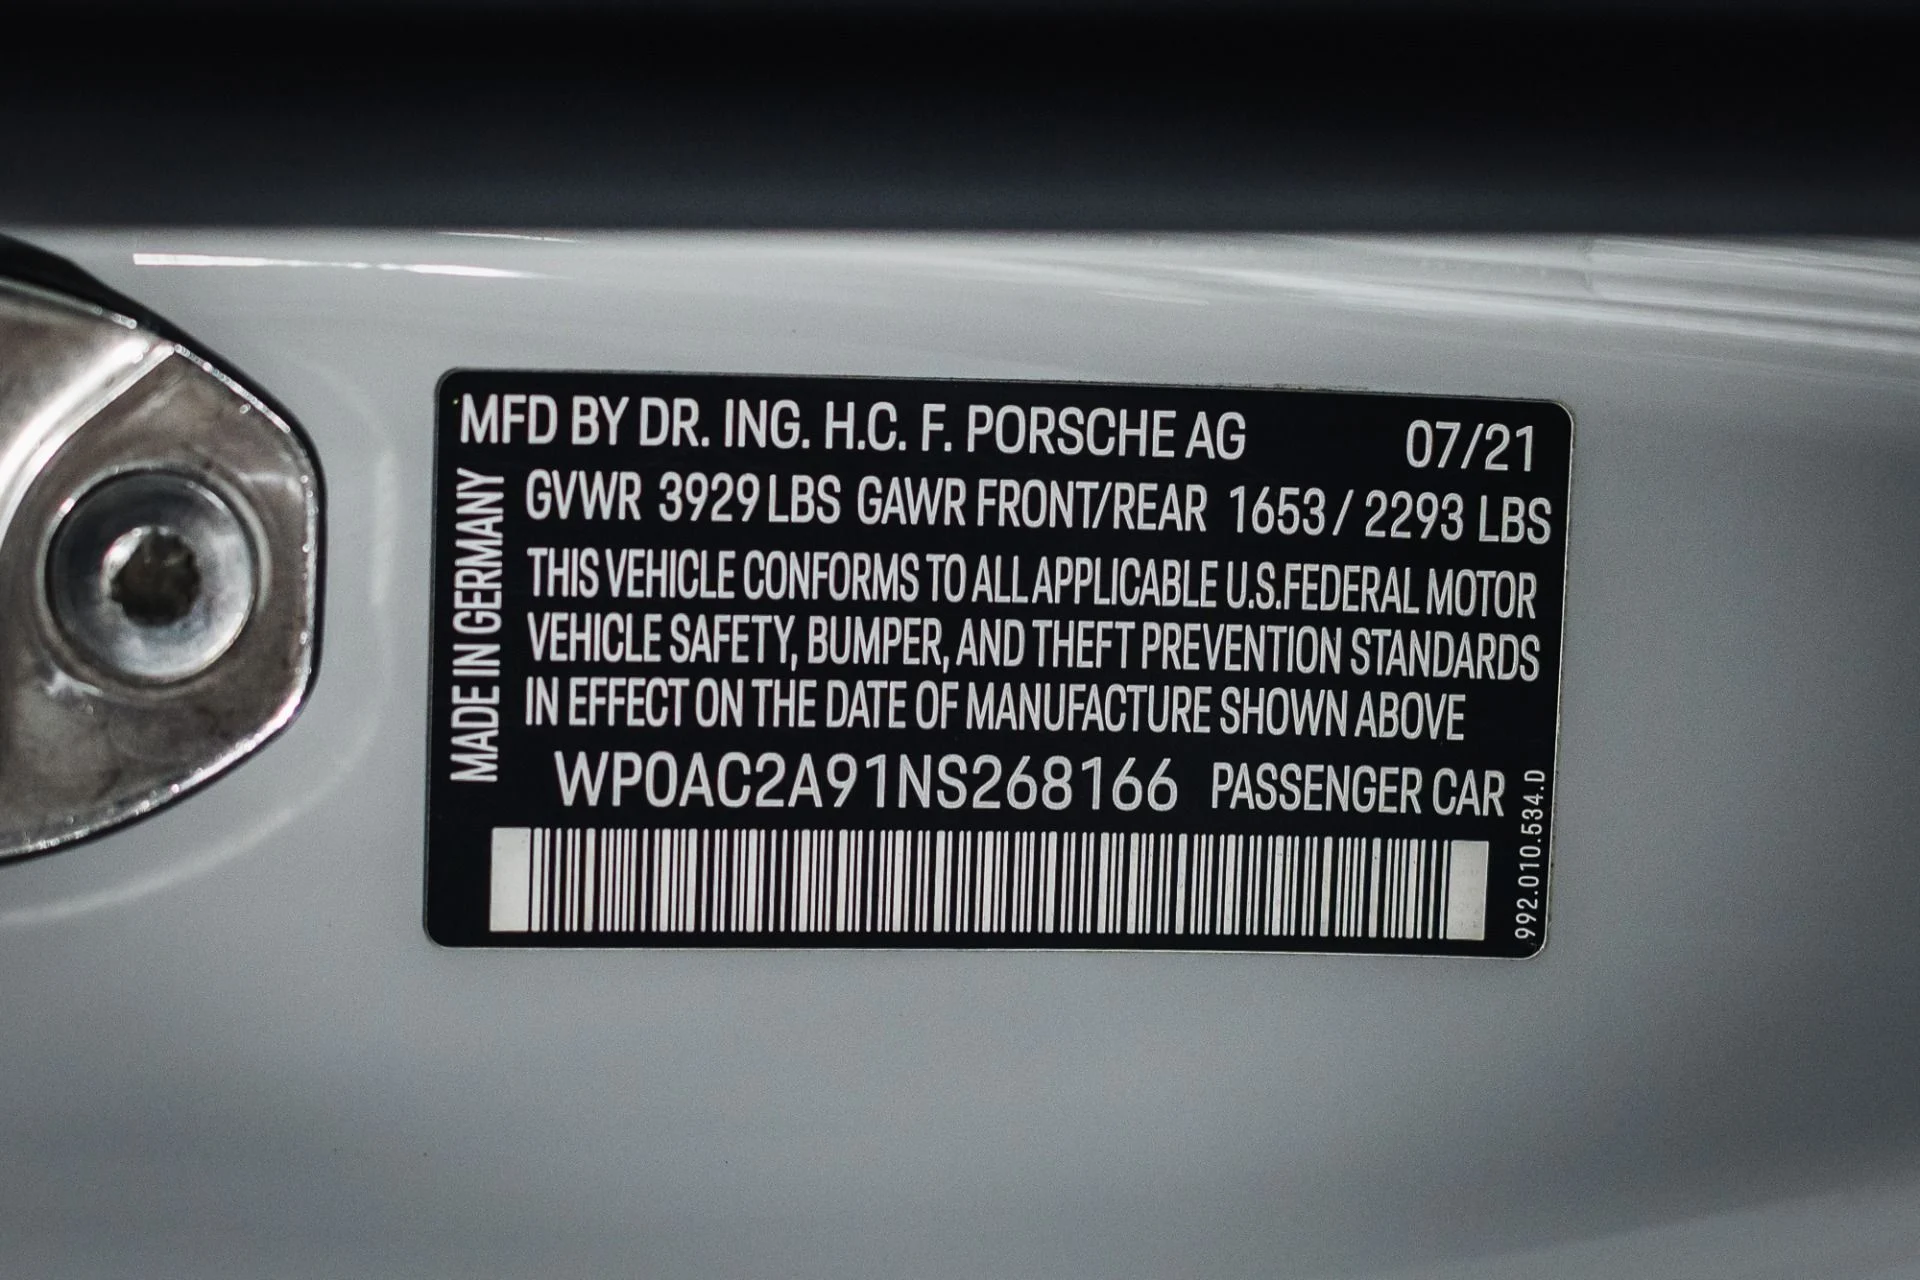 MFD BY DR. ING. H.C. F. PORSCHE AG 07/21
GVWR 3929 LBS GAWR FRONT/REAR 1653 / 2293 LBS
THIS VEHICLE CONFORMS TO ALL APPLICABLE U.S.FEDERAL MOTOR
VEHICLE SAFETY, BUMPER, AND THEFT PREVENTION STANDARDS
IN EFFECT ON THE DATE OF MANUFACTURE SHOWN ABOVE
WP0AC2A91NS268166 PASSENGER CAR
MADE IN GERMANY
992.010.534.D